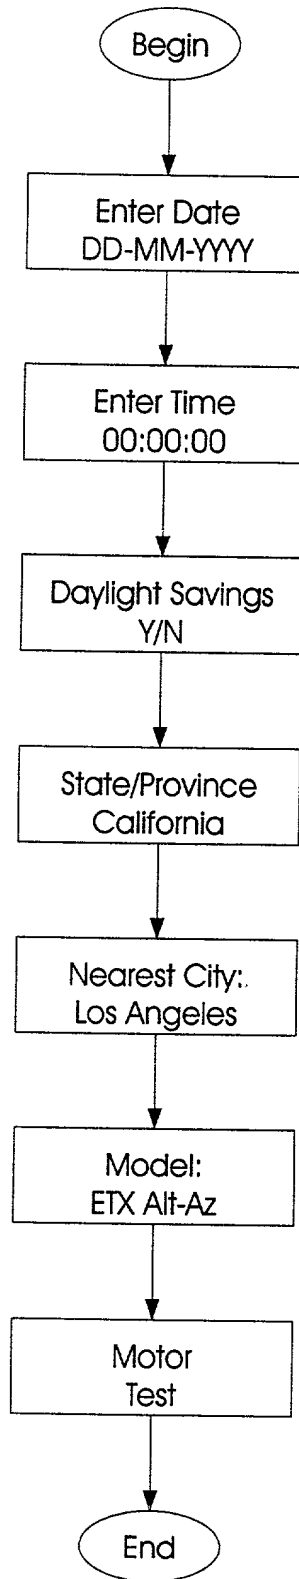 Begin
Enter Date
DD-MM-YYYY
Enter Time
00:00:00
Daylight Savings
Y/N
State/Province
California
Nearest City:
Los Angeles
Model:
ETX Alt-Az
Motor
Test
End